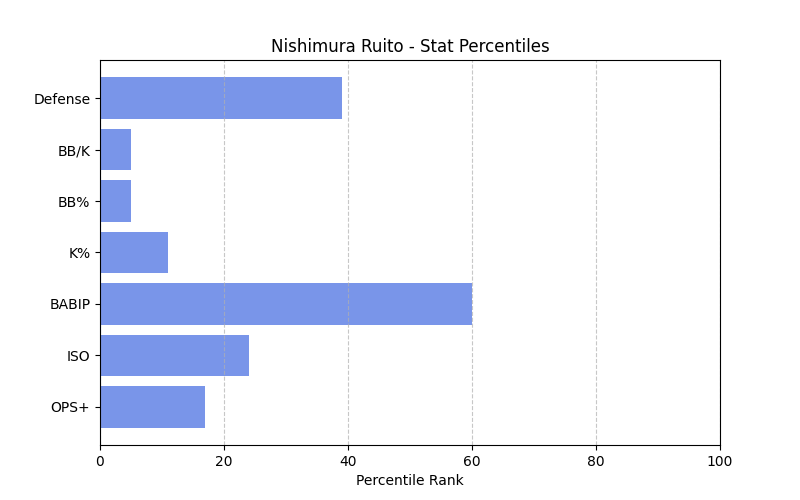 Nishimura Ruito - Stat Percentiles
Defense
BB/K
BB%
K%
BABIP
ISO
OPS+
0 20 40 60 80 100
Percentile Rank